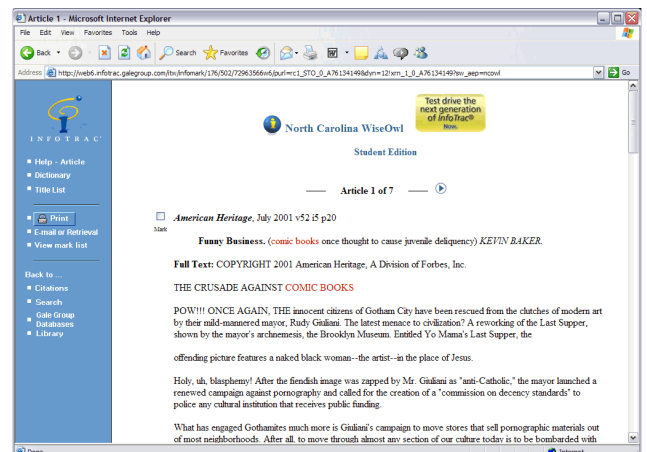 Article 1 - Microsoft Internet Explorer
File Edit View Favorites Tools Help
Back Search Favorites
Address http://web6.infotrac.galegroup.com/itw/infomark/176/502/72963566w6/purl=rc1_STO_0_A76134149&dyn=12!xrn_1_0_A76134149?sw_aep=ncowl Go
INFOTRAC
Help - Article
Dictionary
Title List
Print
E-mail or Retrieval
View mark list
Back to ...
Citations
Search
Gale Group
Databases
Library
North Carolina WiseOwl
Test drive the
next generation
of InfoTrac®
Now.
Student Edition
Article 1 of 7
Mark
American Heritage, July 2001 v52 i5 p20
Funny Business. (comic books once thought to cause juvenile deliquency) KEVIN BAKER.
Full Text: COPYRIGHT 2001 American Heritage, A Division of Forbes, Inc.
THE CRUSADE AGAINST COMIC BOOKS
POW!!! ONCE AGAIN, THE innocent citizens of Gotham City have been rescued from the clutches of modern art
by their mild-mannered mayor, Rudy Giuliani. The latest menace to civilization? A reworking of the Last Supper,
shown by the mayor's archnemesis, the Brooklyn Museum. Entitled Yo Mama's Last Supper, the
offending picture features a naked black woman--the artist--in the place of Jesus.
Holy, uh, blasphemy! After the fiendish image was zapped by Mr. Giuliani as "anti-Catholic," the mayor launched a
renewed campaign against pornography and called for the creation of a "commission on decency standards" to
police any cultural institution that receives public funding.
What has engaged Gothamites much more is Giuliani's campaign to move stores that sell pornographic materials out
of most neighborhoods. After all, to move through almost any section of our culture today is to be bombarded with
Done Internet